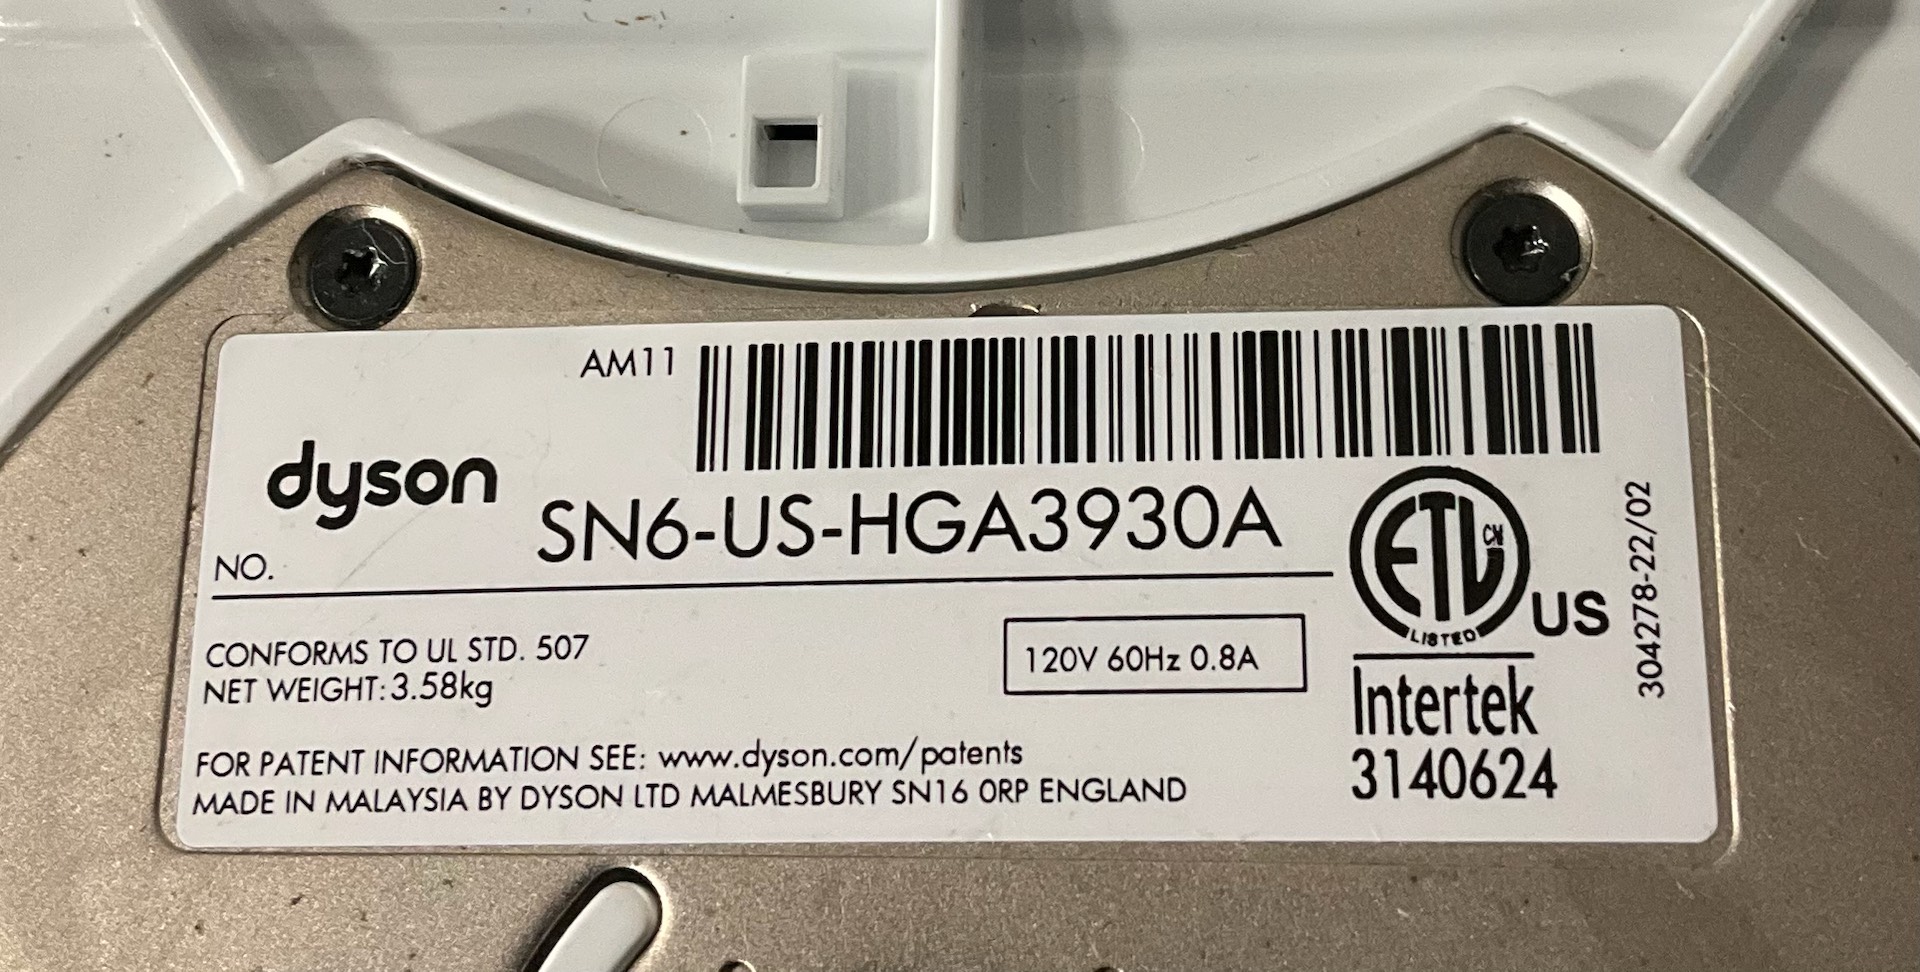 AM11
dyson
NO. SN6-US-HGA3930A
CONFORMS TO UL STD. 507
NET WEIGHT: 3.58kg
120V 60Hz 0.8A
FOR PATENT INFORMATION SEE: www.dyson.com/patents
MADE IN MALAYSIA BY DYSON LTD MALMESBURY SN16 0RP ENGLAND
ETL CM
LISTED
US
Intertek
3140624
304278-22/02